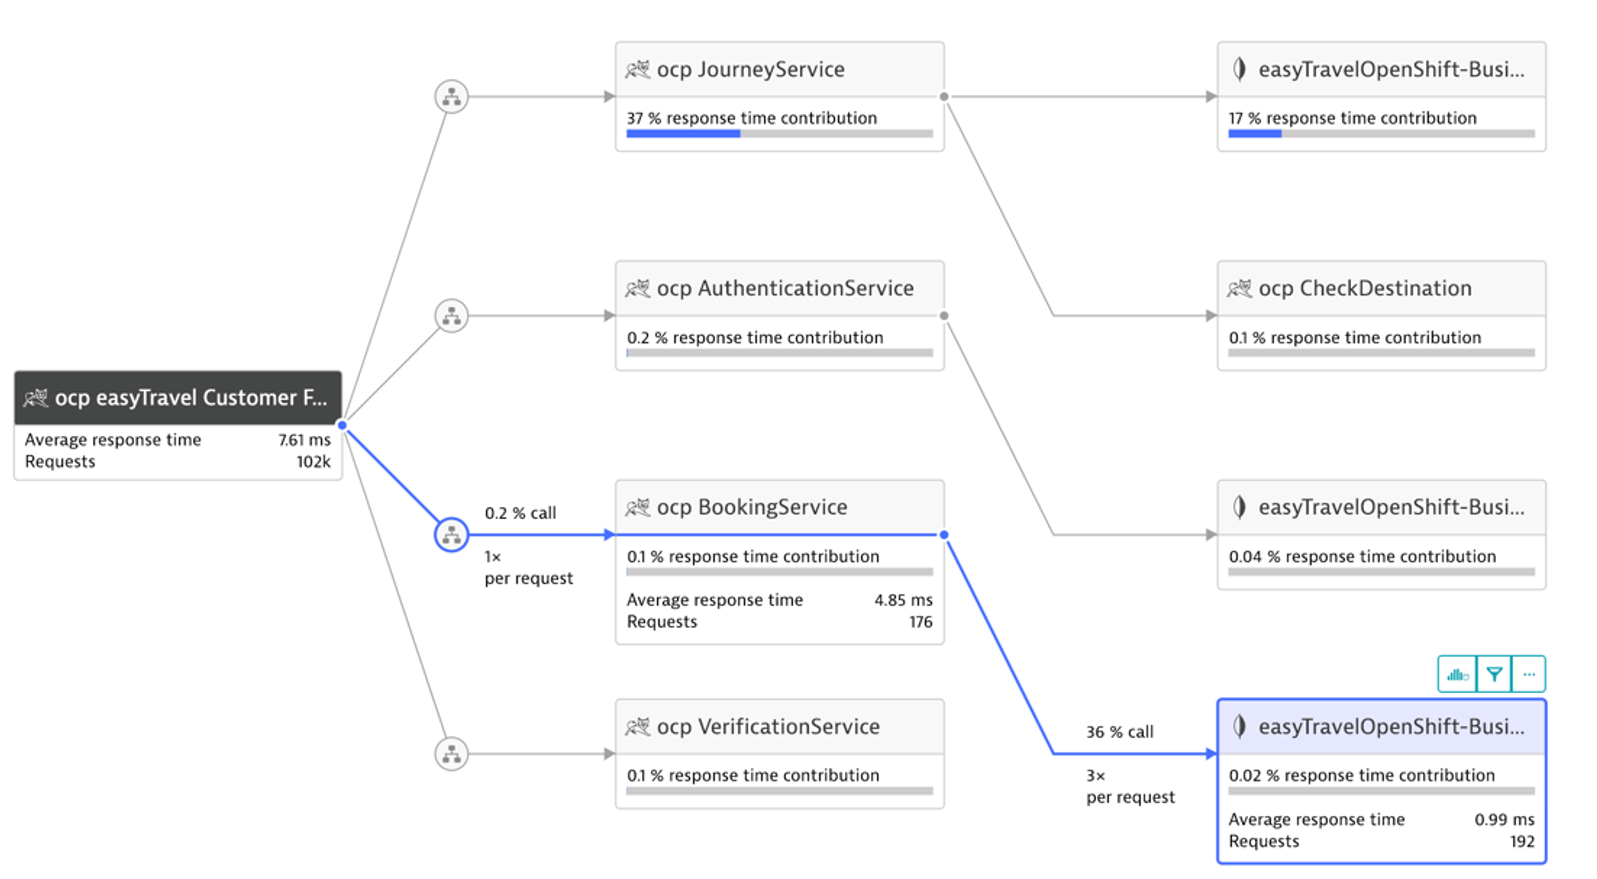 ocp JourneyService
37 % response time contribution
easyTravelOpenShift-Busi...
17 % response time contribution
ocp AuthenticationService
0.2 % response time contribution
ocp CheckDestination
0.1 % response time contribution
ocp easyTravel Customer F...
Average response time 7.61 ms
Requests 102k
0.2 % call
1×
per request
ocp BookingService
0.1 % response time contribution
Average response time 4.85 ms
Requests 176
easyTravelOpenShift-Busi...
0.04 % response time contribution
ocp VerificationService
0.1 % response time contribution
36 % call
3×
per request
...
easyTravelOpenShift-Busi...
0.02 % response time contribution
Average response time 0.99 ms
Requests 192